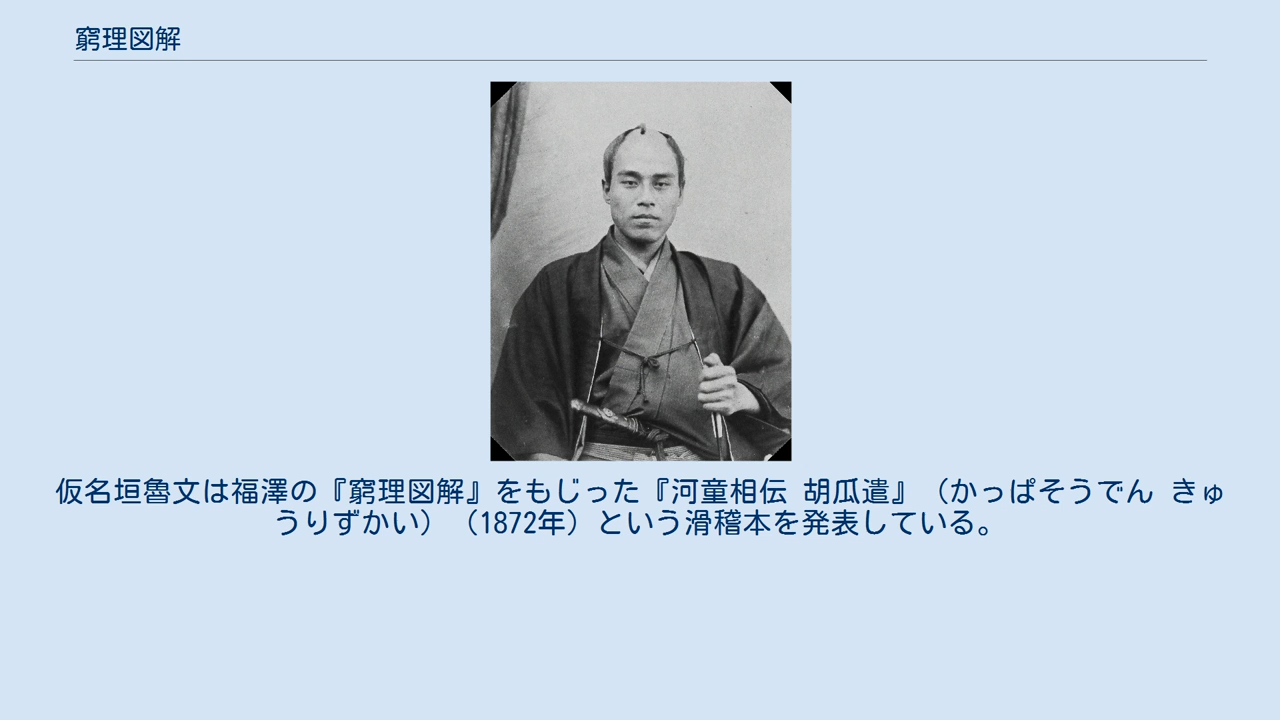 窮理図解
仮名垣魯文は福澤の『窮理図解』をもじった『河童相伝 胡瓜遣』（かっぱそうでん きゅ
うりずかい）（1872年）という滑稽本を発表している。